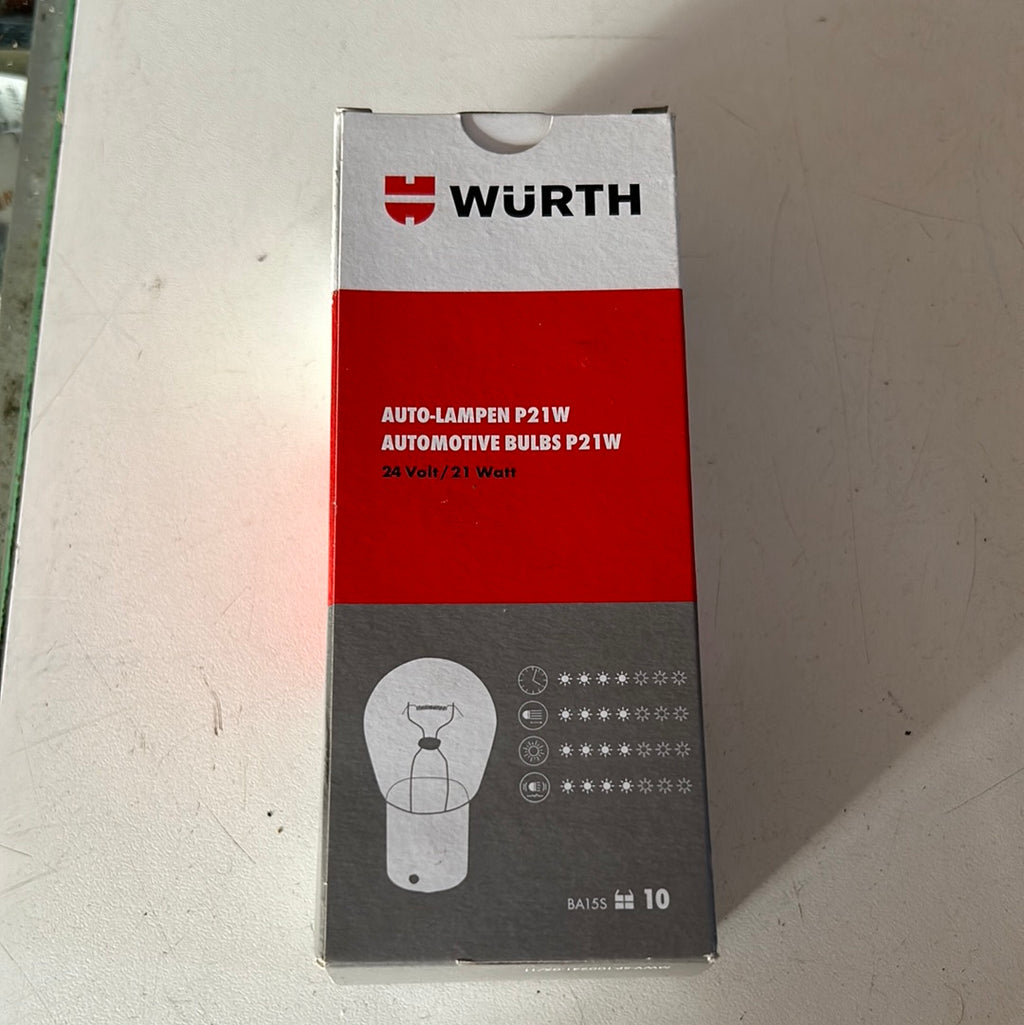 WÜRTH
AUTO-LAMPEN P21W
AUTOMOTIVE BULBS P21W
24 Volt/21 Watt
BA15S 10